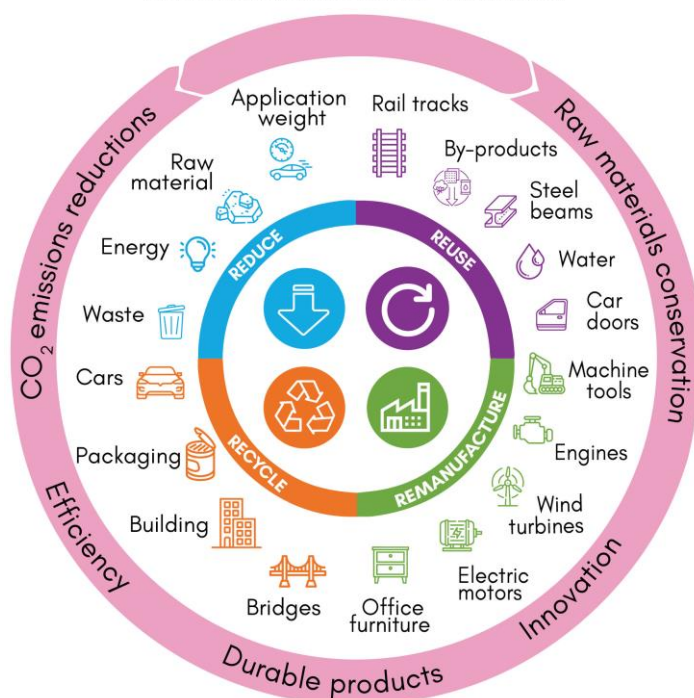 CO2 emissions reductions
Raw materials conservation
Innovation
Durable products
Efficiency
REDUCE
Application
weight
Raw
material
Energy
Waste
REUSE
Rail tracks
By-products
Steel
beams
Water
Car
doors
REMANUFACTURE
Machine
tools
Engines
Wind
turbines
Electric
motors
Office
furniture
RECYCLE
Cars
Packaging
Building
Bridges